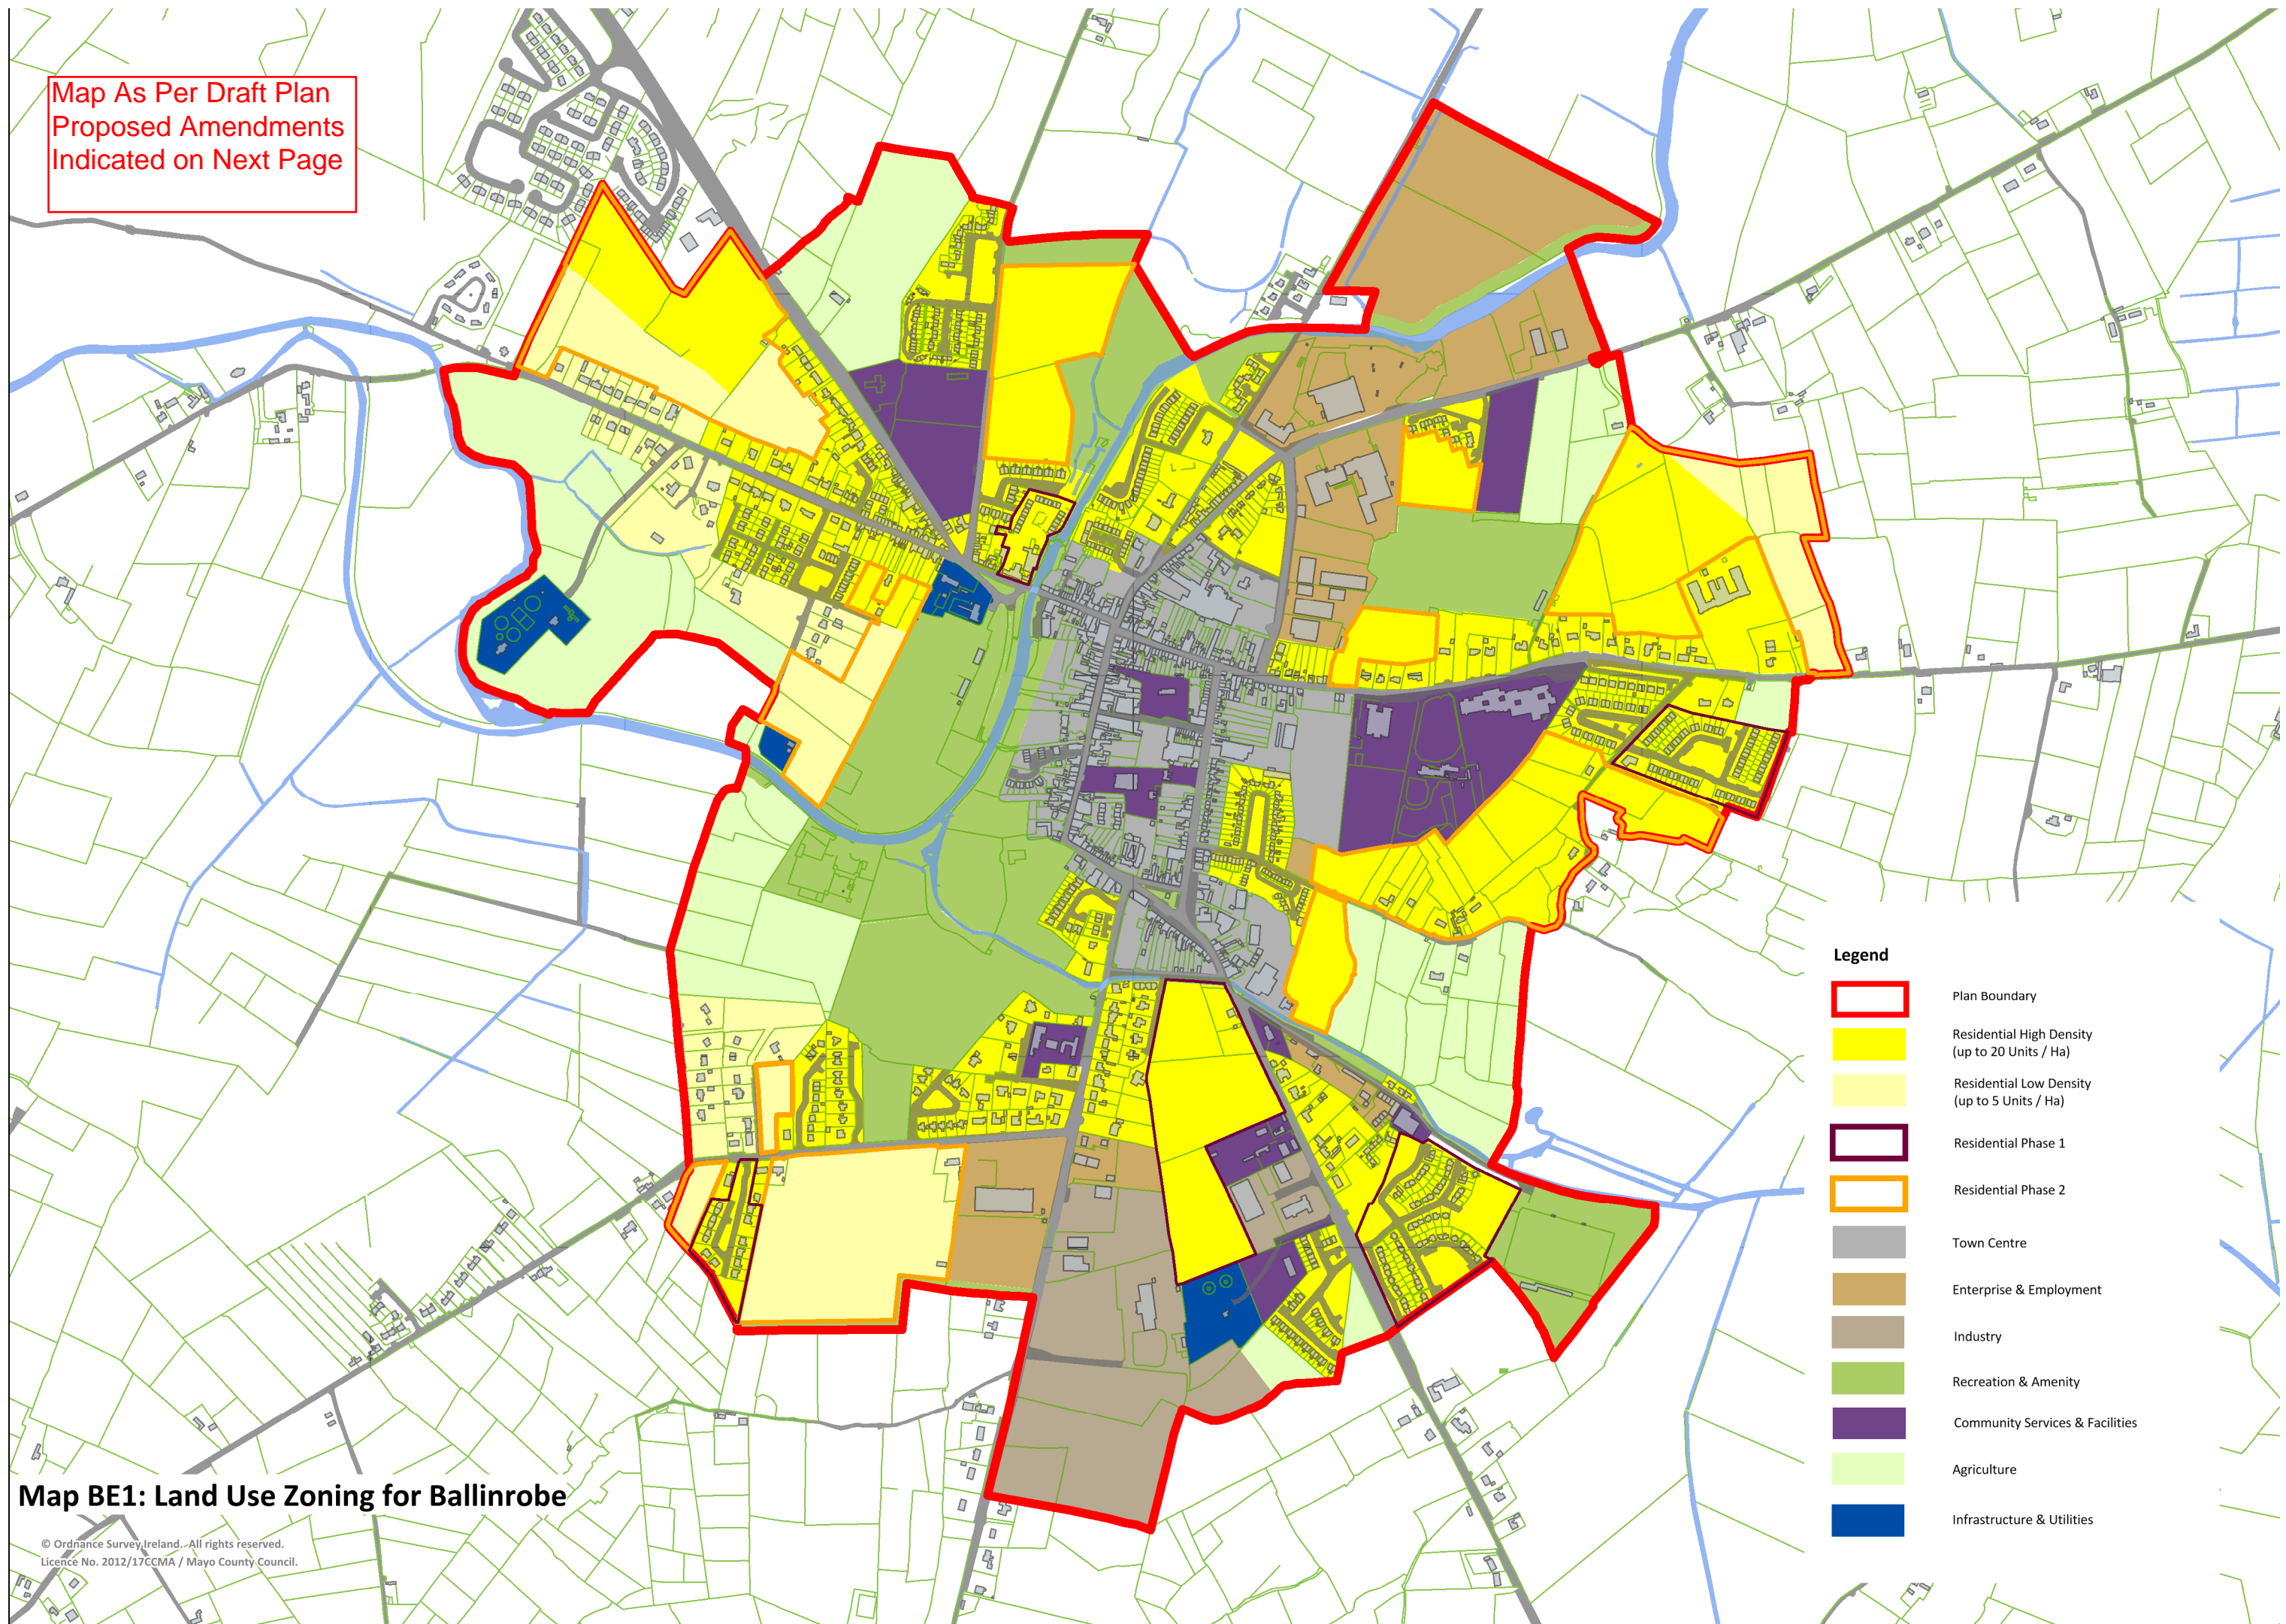 Map As Per Draft Plan
Proposed Amendments
Indicated on Next Page
Legend
Plan Boundary
Residential High Density
(up to 20 Units / Ha)
Residential Low Density
(up to 5 Units / Ha)
Residential Phase 1
Residential Phase 2
Town Centre
Enterprise & Employment
Industry
Recreation & Amenity
Community Services & Facilities
Agriculture
Infrastructure & Utilities
Map BE1: Land Use Zoning for Ballinrobe
© Ordnance Survey Ireland. All rights reserved.
Licence No. 2012/17CCMA / Mayo County Council.